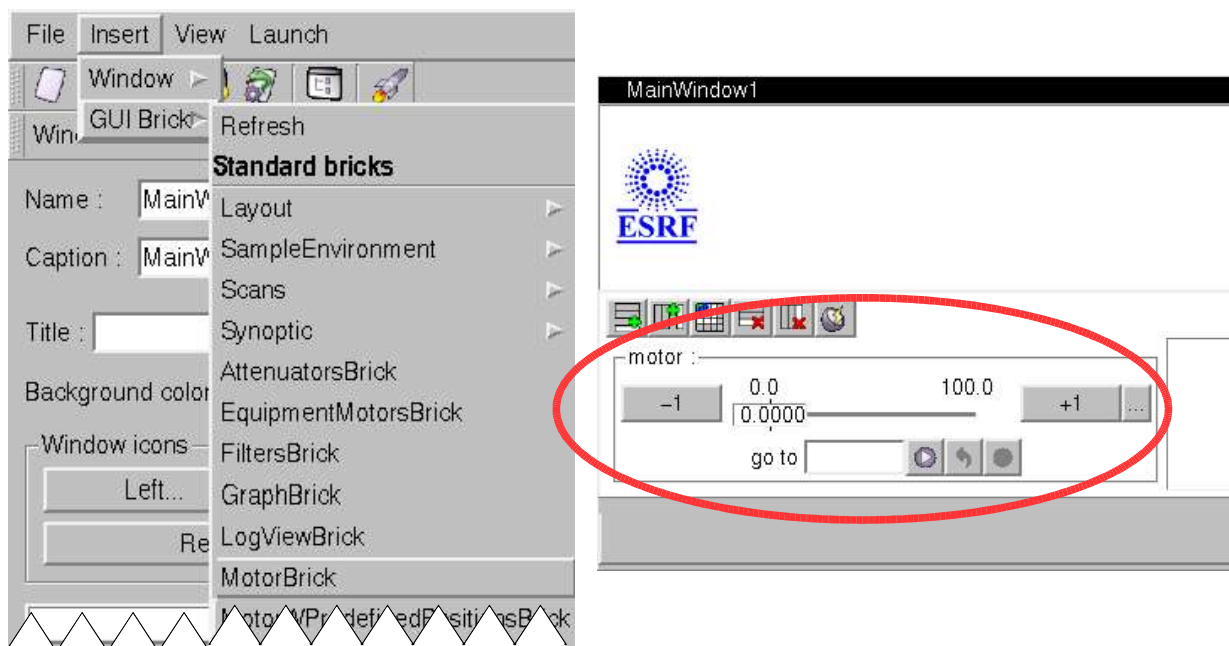 File Insert View Launch
Window
GUI Brick
Refresh
Standard bricks
Name :
Layout
Caption :
SampleEnvironment
Scans
Title :
Synoptic
AttenuatorsBrick
Background color
EquipmentMotorsBrick
Window icons
FiltersBrick
Left...
GraphBrick
LogViewBrick
MotorBrick
MainWindow1
ESRF
motor :
-1
0.0
100.0
0.0000
+1
...
go to